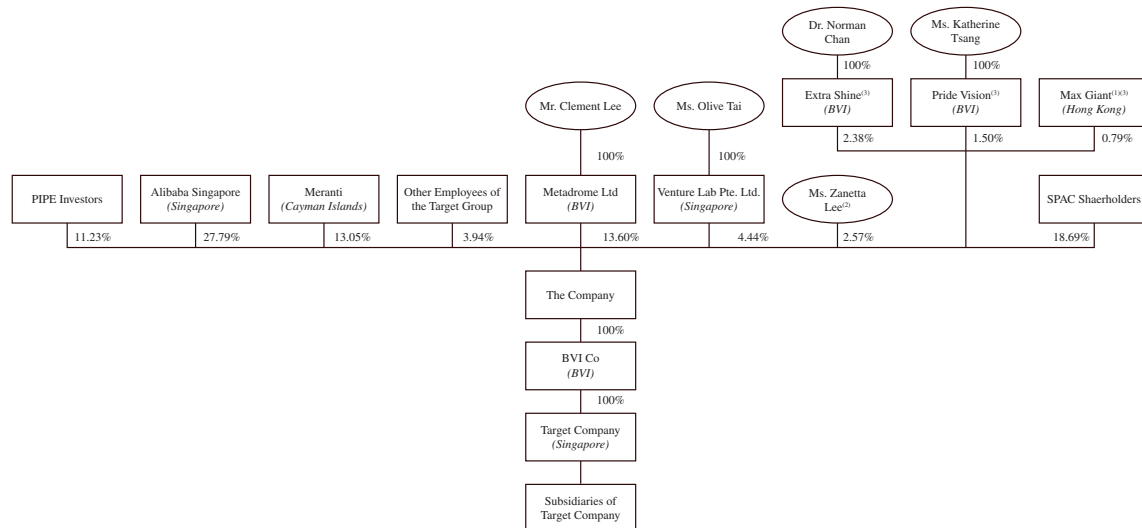 Dr. Norman
Chan
Ms. Katherine
Tsang
100%
100%
Extra Shine(3)
(BVI)
Pride Vision(3)
(BVI)
Max Giant(1)(3)
(Hong Kong)
Mr. Clement Lee
Ms. Olive Tai
2.38%
1.50%
0.79%
100%
100%
PIPE Investors
Alibaba Singapore
(Singapore)
Meranti
(Cayman Islands)
Other Employees of
the Target Group
Metadrome Ltd
(BVI)
Venture Lab Pte. Ltd.
(Singapore)
Ms. Zanetta
Lee(2)
SPAC Shaerholders
11.23%
27.79%
13.05%
3.94%
13.60%
4.44%
2.57%
18.69%
The Company
100%
BVI Co
(BVI)
100%
Target Company
(Singapore)
Subsidiaries of
Target Company